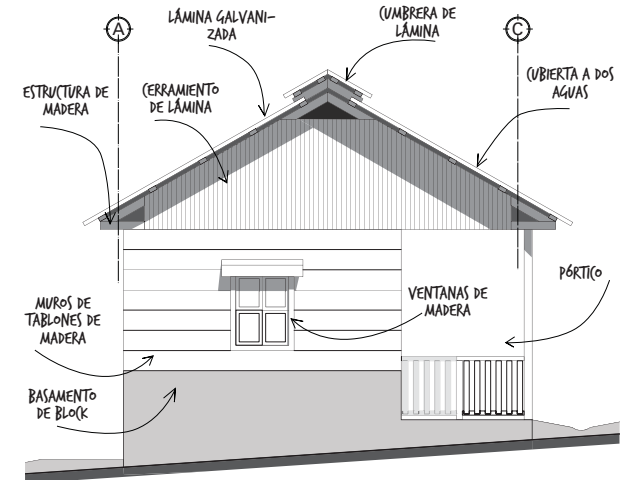 A
LÁMINA GALVANI-
ZADA
CUMBRERA DE
LÁMINA
C
ESTRUCTURA DE
MADERA
CERRAMIENTO
DE LÁMINA
CUBIERTA A DOS
AGUAS
PÓRTICO
MUROS DE
TABLONES DE
MADERA
VENTANAS DE
MADERA
BASAMENTO
DE BLOCK